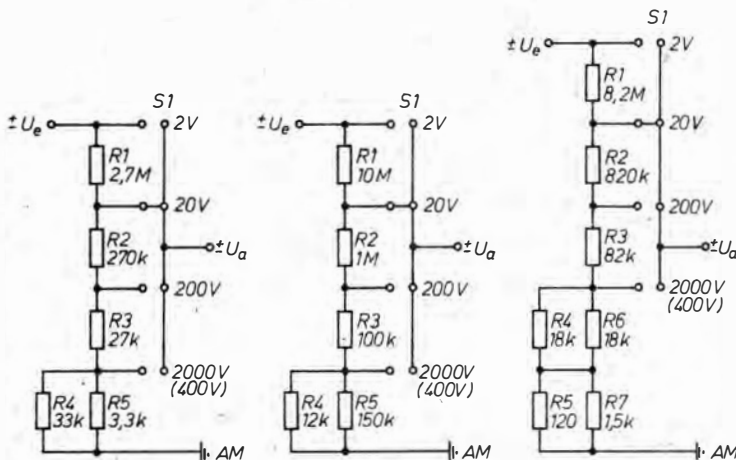 ±Ue
S1
2V
R1
2,7M
20V
R2
270k
±Ua
200V
R3
27k
2000V
(400V)
R4
33k
R5
3,3k
AM
±Ue
S1
2V
R1
10M
20V
R2
1M
±Ua
200V
R3
100k
2000V
(400V)
R4
12k
R5
150k
AM
S1
±Ue
2V
R1
8,2M
20V
R2
820k
200V
R3
82k
±Ua
2000V
(400V)
R4
18k
R6
18k
R5
120
R7
1,5k
AM